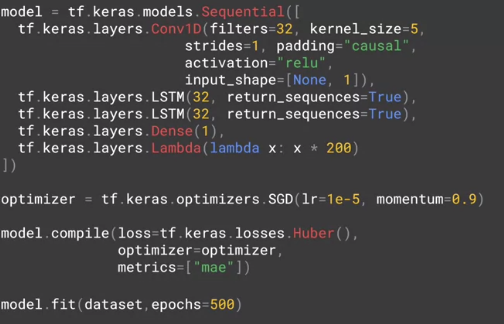 model = tf.keras.models.Sequential([
  tf.keras.layers.Conv1D(filters=32, kernel_size=5,
                         strides=1, padding="causal",
                         activation="relu",
                         input_shape=[None, 1]),
  tf.keras.layers.LSTM(32, return_sequences=True),
  tf.keras.layers.LSTM(32, return_sequences=True),
  tf.keras.layers.Dense(1),
  tf.keras.layers.Lambda(lambda x: x * 200)
])
optimizer = tf.keras.optimizers.SGD(lr=1e-5, momentum=0.9)
model.compile(loss=tf.keras.losses.Huber(),
              optimizer=optimizer,
              metrics=["mae"])
model.fit(dataset,epochs=500)